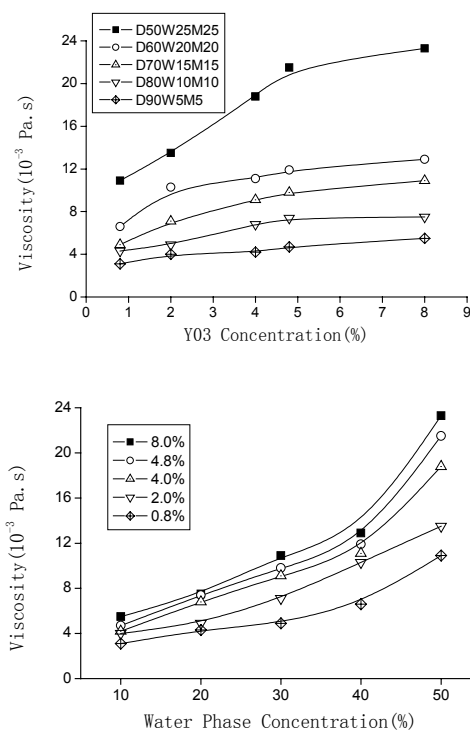 24
20
16
12
8
4
0
Viscosity(10⁻³ Pa.s)
D50W25M25
D60W20M20
D70W15M15
D80W10M10
D90W5M5
0 1 2 3 4 5 6 7 8 9
Y03 Concentration(%)
24
20
16
12
8
4
0
Viscosity(10⁻³ Pa.s)
8.0%
4.8%
4.0%
2.0%
0.8%
10 20 30 40 50
Water Phase Concentration(%)